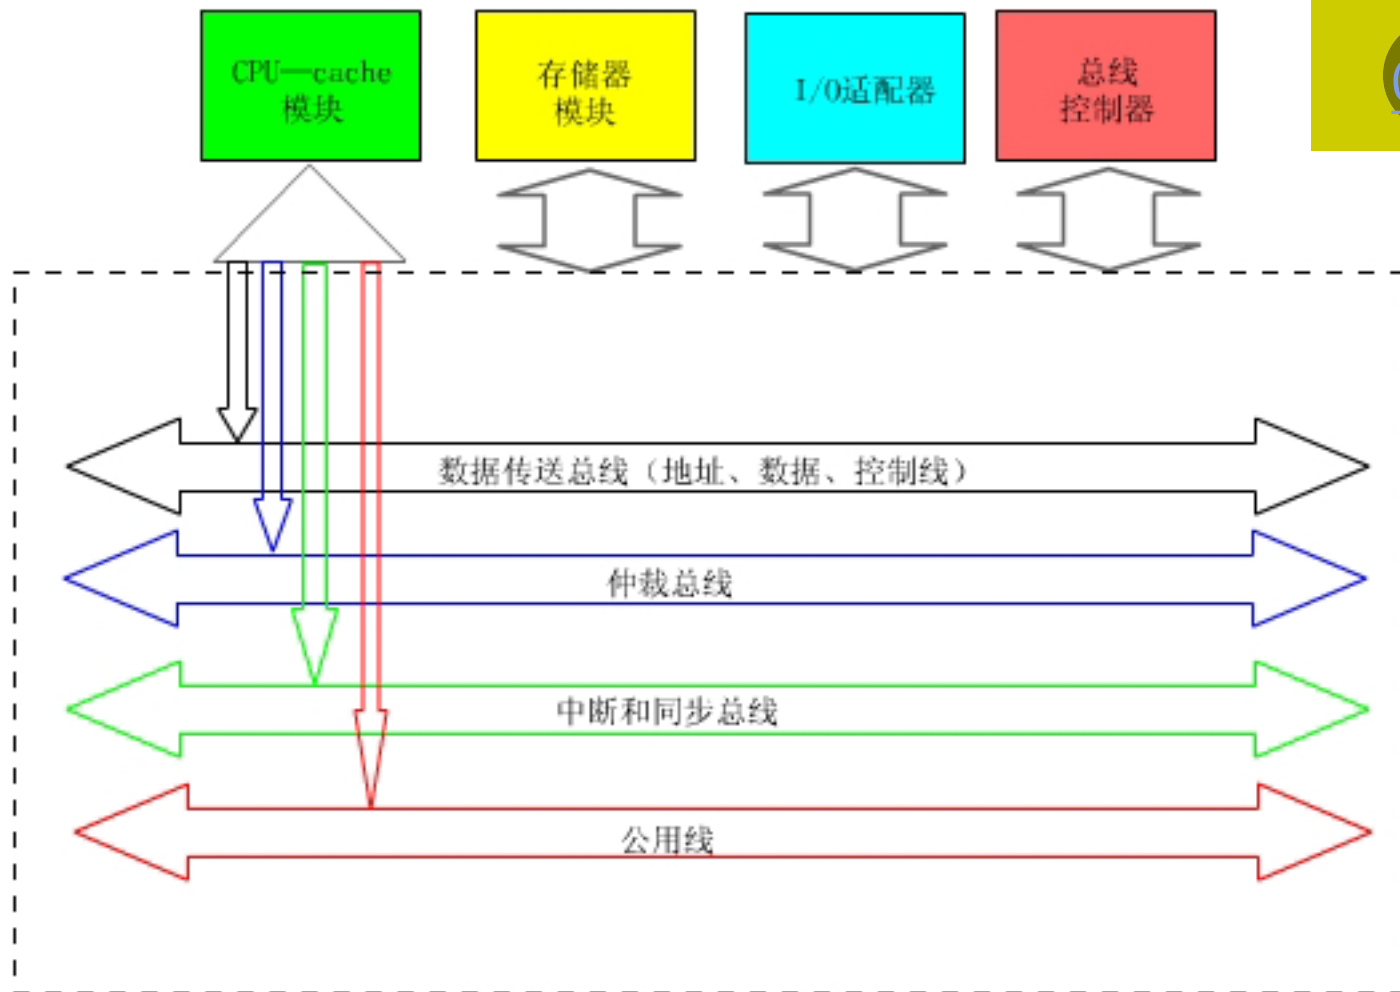 CPU—cache
模块
存储器
模块
I/O适配器
总线
控制器
数据传送总线（地址、数据、控制线）
仲裁总线
中断和同步总线
公用线